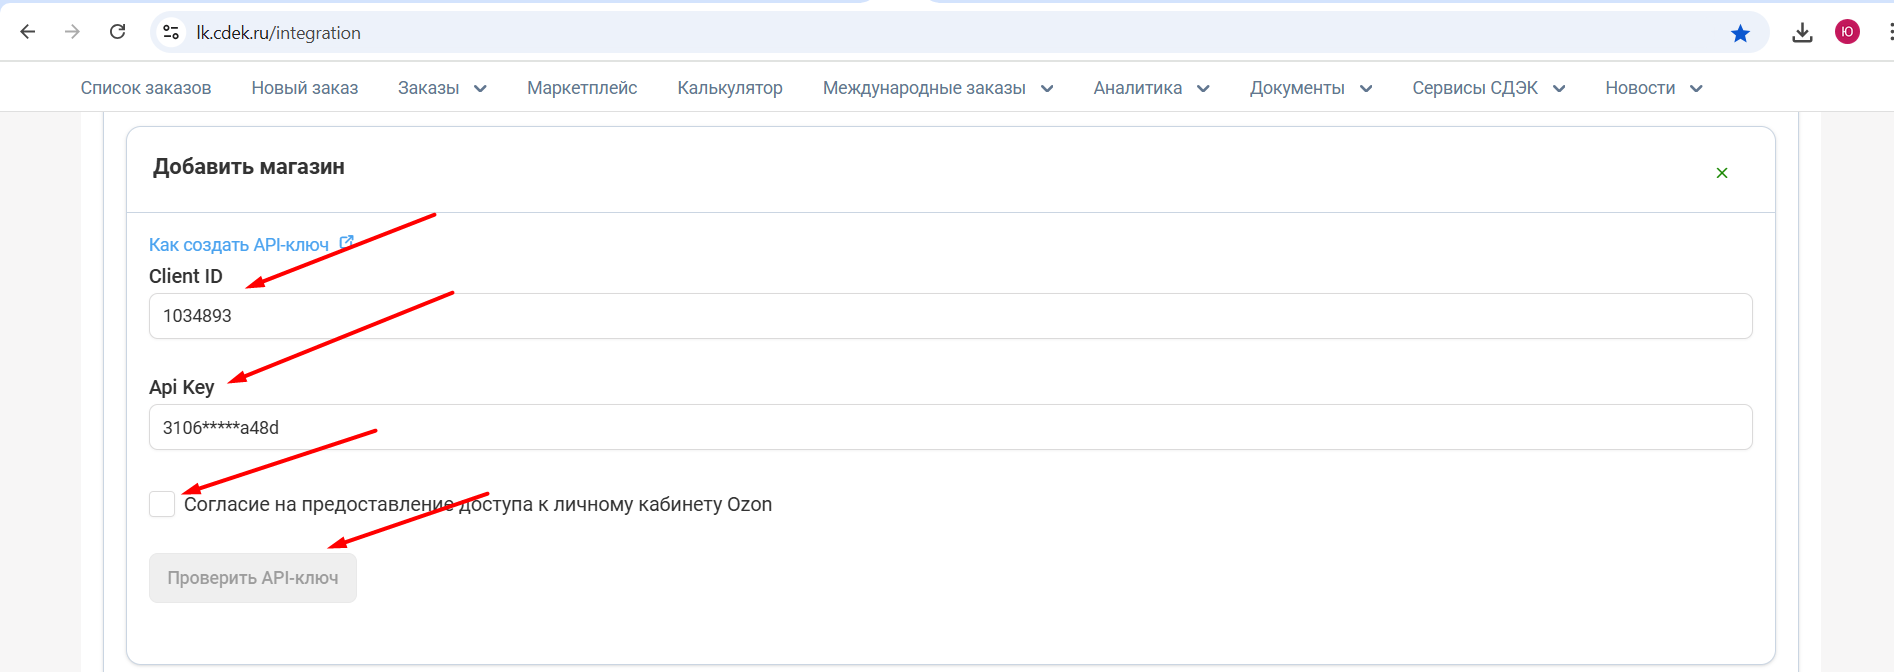 lk.cdek.ru/integration
Ю
Список заказов Новый заказ Заказы Маркетплейс Калькулятор Международные заказы Аналитика Документы Сервисы СДЭК Новости
Добавить магазин
Как создать API-ключ
Client ID
1034893
Api Key
3106*****a48d
Согласие на предоставление доступа к личному кабинету Ozon
Проверить API-ключ